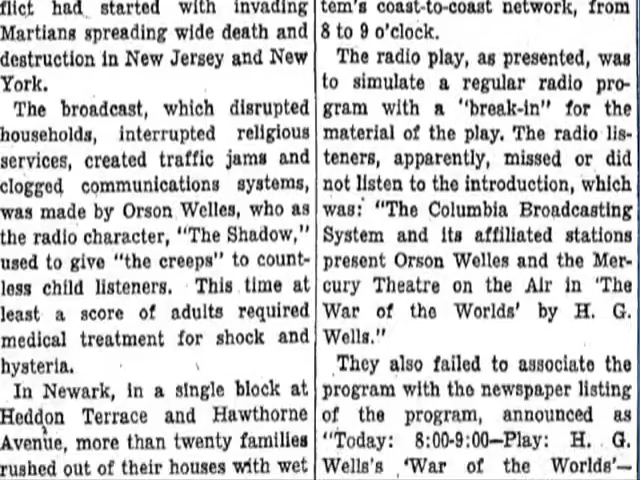 flict had started with invading
Martians spreading wide death and
destruction in New Jersey and New
York.
The broadcast, which disrupted
households, interrupted religious
services, created traffic jams and
clogged communications systems,
was made by Orson Welles, who as
the radio character, "The Shadow,"
used to give "the creeps" to count-
less child listeners. This time at
least a score of adults required
medical treatment for shock and
hysteria.
In Newark, in a single block at
Heddon Terrace and Hawthorne
Avenue, more than twenty families
rushed out of their houses with wet
tem's coast-to-coast network, from
8 to 9 o'clock.
The radio play, as presented, was
to simulate a regular radio pro-
gram with a "break-in" for the
material of the play. The radio lis-
teners, apparently, missed or did
not listen to the introduction, which
was: "The Columbia Broadcasting
System and its affiliated stations
present Orson Welles and the Mer-
cury Theatre on the Air in 'The
War of the Worlds' by H. G.
Wells."
They also failed to associate the
program with the newspaper listing
of the program, announced as
"Today: 8:00-9:00—Play: H. G.
Wells's 'War of the Worlds'—